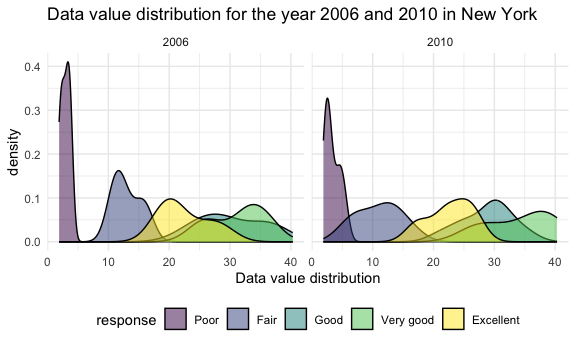 Data value distribution for the year 2006 and 2010 in New York
2006 2010
0.4
0.3
0.2
0.1
0.0
density
0 10 20 30 40 0 10 20 30 40
Data value distribution
response Poor Fair Good Very good Excellent